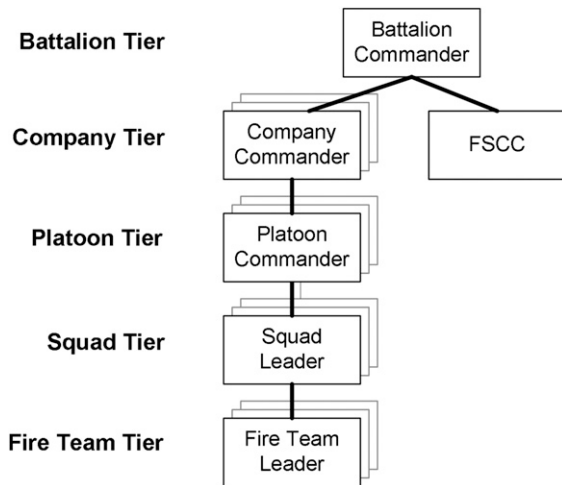 Battalion Tier
Battalion
Commander
Company Tier
Company
Commander
FSCC
Platoon Tier
Platoon
Commander
Squad Tier
Squad
Leader
Fire Team Tier
Fire Team
Leader